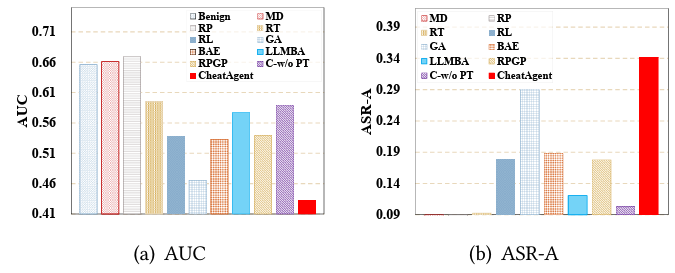 AUC
0.71
0.66
0.61
0.56
0.51
0.46
0.41
Benign MD
RP RT
RL GA
BAE LLMBA
RPGP C-w/o PT
CheatAgent
(a) AUC
ASR-A
0.39
0.34
0.29
0.24
0.19
0.14
0.09
MD RP
RT RL
GA BAE
LLMBA RPGP
C-w/o PT CheatAgent
(b) ASR-A